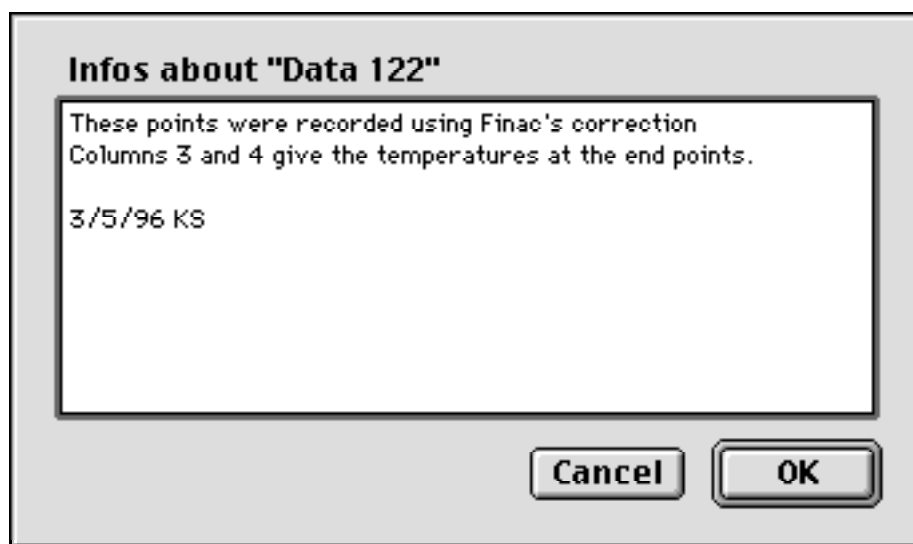 Infos about "Data 122"
These points were recorded using Finac's correction
Columns 3 and 4 give the temperatures at the end points.
3/5/96 KS
Cancel
OK